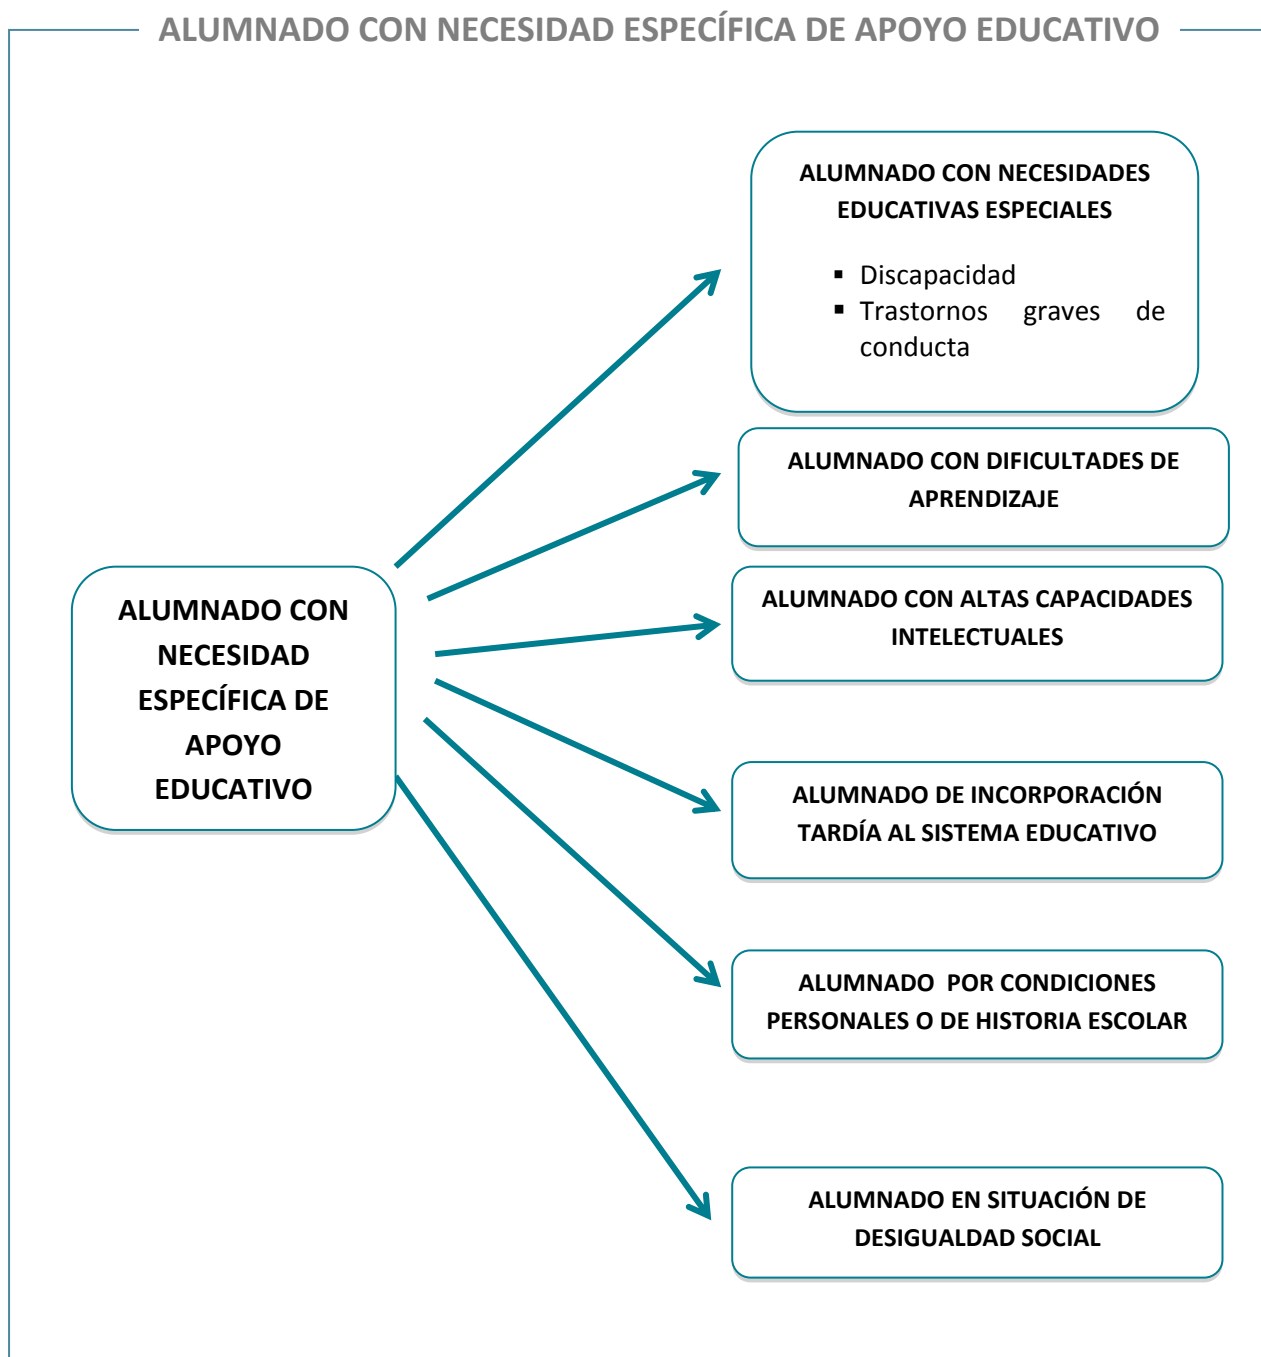 ALUMNADO CON NECESIDAD ESPECÍFICA DE APOYO EDUCATIVO
ALUMNADO CON NECESIDADES
EDUCATIVAS ESPECIALES
▪ Discapacidad
▪ Trastornos graves de
conducta
ALUMNADO CON DIFICULTADES DE
APRENDIZAJE
ALUMNADO CON ALTAS CAPACIDADES
INTELECTUALES
ALUMNADO CON
NECESIDAD
ESPECÍFICA DE
APOYO
EDUCATIVO
ALUMNADO DE INCORPORACIÓN
TARDÍA AL SISTEMA EDUCATIVO
ALUMNADO POR CONDICIONES
PERSONALES O DE HISTORIA ESCOLAR
ALUMNADO EN SITUACIÓN DE
DESIGUALDAD SOCIAL